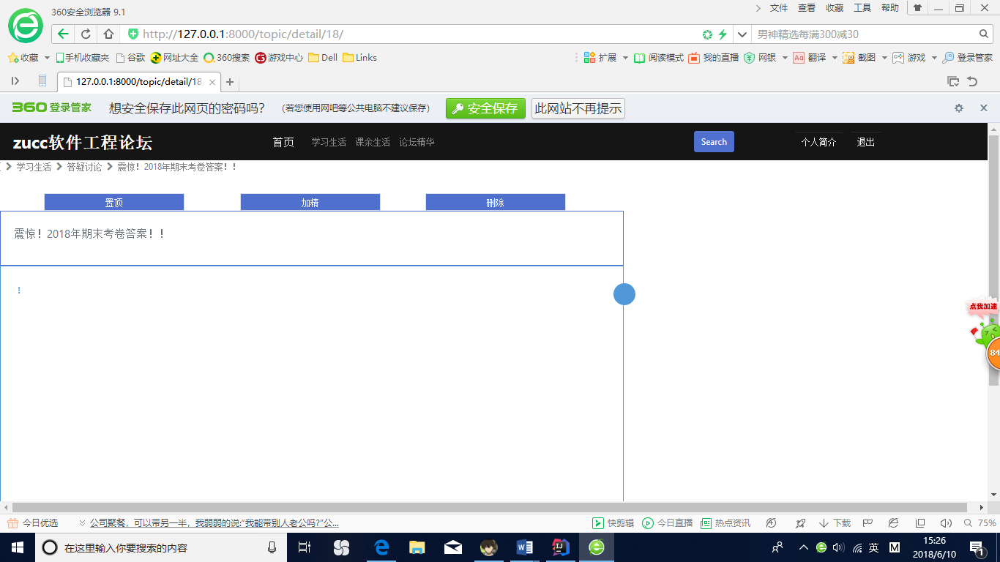 360安全浏览器 9.1
文件 查看 收藏 工具 帮助
http://127.0.0.1:8000/topic/detail/18/
男神精选每满300减30
收藏 手机收藏夹 谷歌 网址大全 360搜索 游戏中心 Dell Links
扩展 阅读模式 我的直播 网银 翻译 截图 游戏 登录管家
127.0.0.1:8000/topic/detail/18
360登录管家 想安全保存此网页的密码吗? (若您使用网吧等公共电脑不建议保存) 安全保存 此网站不再提示
zucc软件工程论坛 首页 学习生活 课余生活 论坛精华 Search 个人简介 退出
学习生活 答疑讨论 震惊！2018年期末考卷答案！！
置顶 加精 删除
震惊！2018年期末考卷答案！！
！
点我加速
84
今日优选 公司聚餐，可以带另一半，我弱弱的说:“我能带别人老公吗?”公...
快剪辑 今日直播 热点资讯 下载 75%
在这里输入你要搜索的内容
英 M
15:26
2018/6/10
1